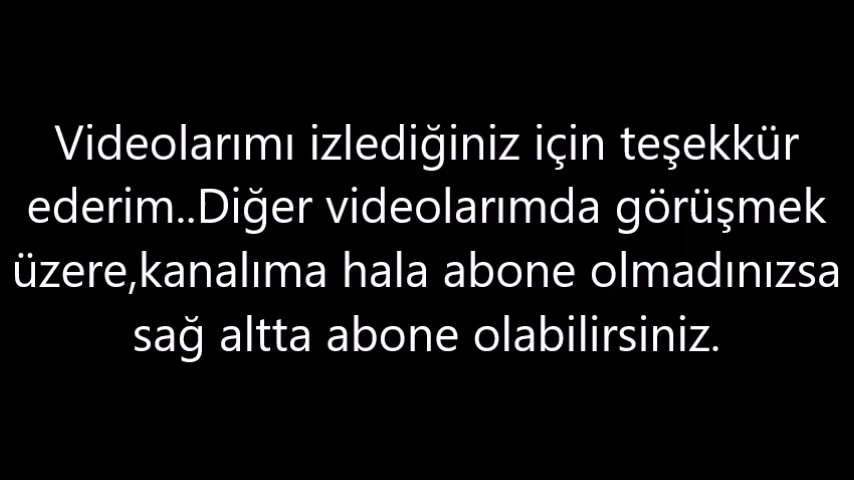 Videolarımı izlediğiniz için teşekkür
ederim..Diğer videolarımda görüşmek
üzere,kanalıma hala abone olmadınızsa
sağ altta abone olabilirsiniz.